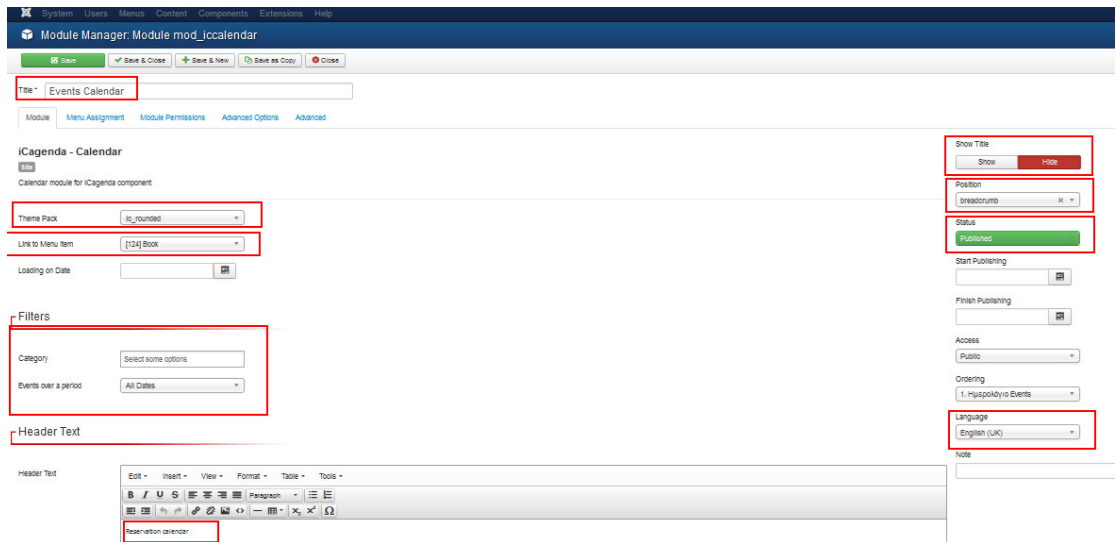 System Users Menus Content Components Extensions Help
Module Manager: Module mod_iccalendar
Save Save & Close Save & New Save as Copy Close
Title * Events Calendar
Module Menu Assignment Module Permissions Advanced Options Advanced
iCagenda - Calendar
Site
Calendar module for iCagenda component
Theme Pack ic_rounded
Link to Menu Item [124] Book
Loading on Date
Filters
Category Select some options
Events over a period All Dates
Header Text
Header Text
Edit Insert View Format Table Tools
B I U S Paragraph
Reservation calendar
Show Title
Show Hide
Position
breadcrumb
Status
Published
Start Publishing
Finish Publishing
Access
Public
Ordering
1. Ημερολόγιο Events
Language
English (UK)
Note